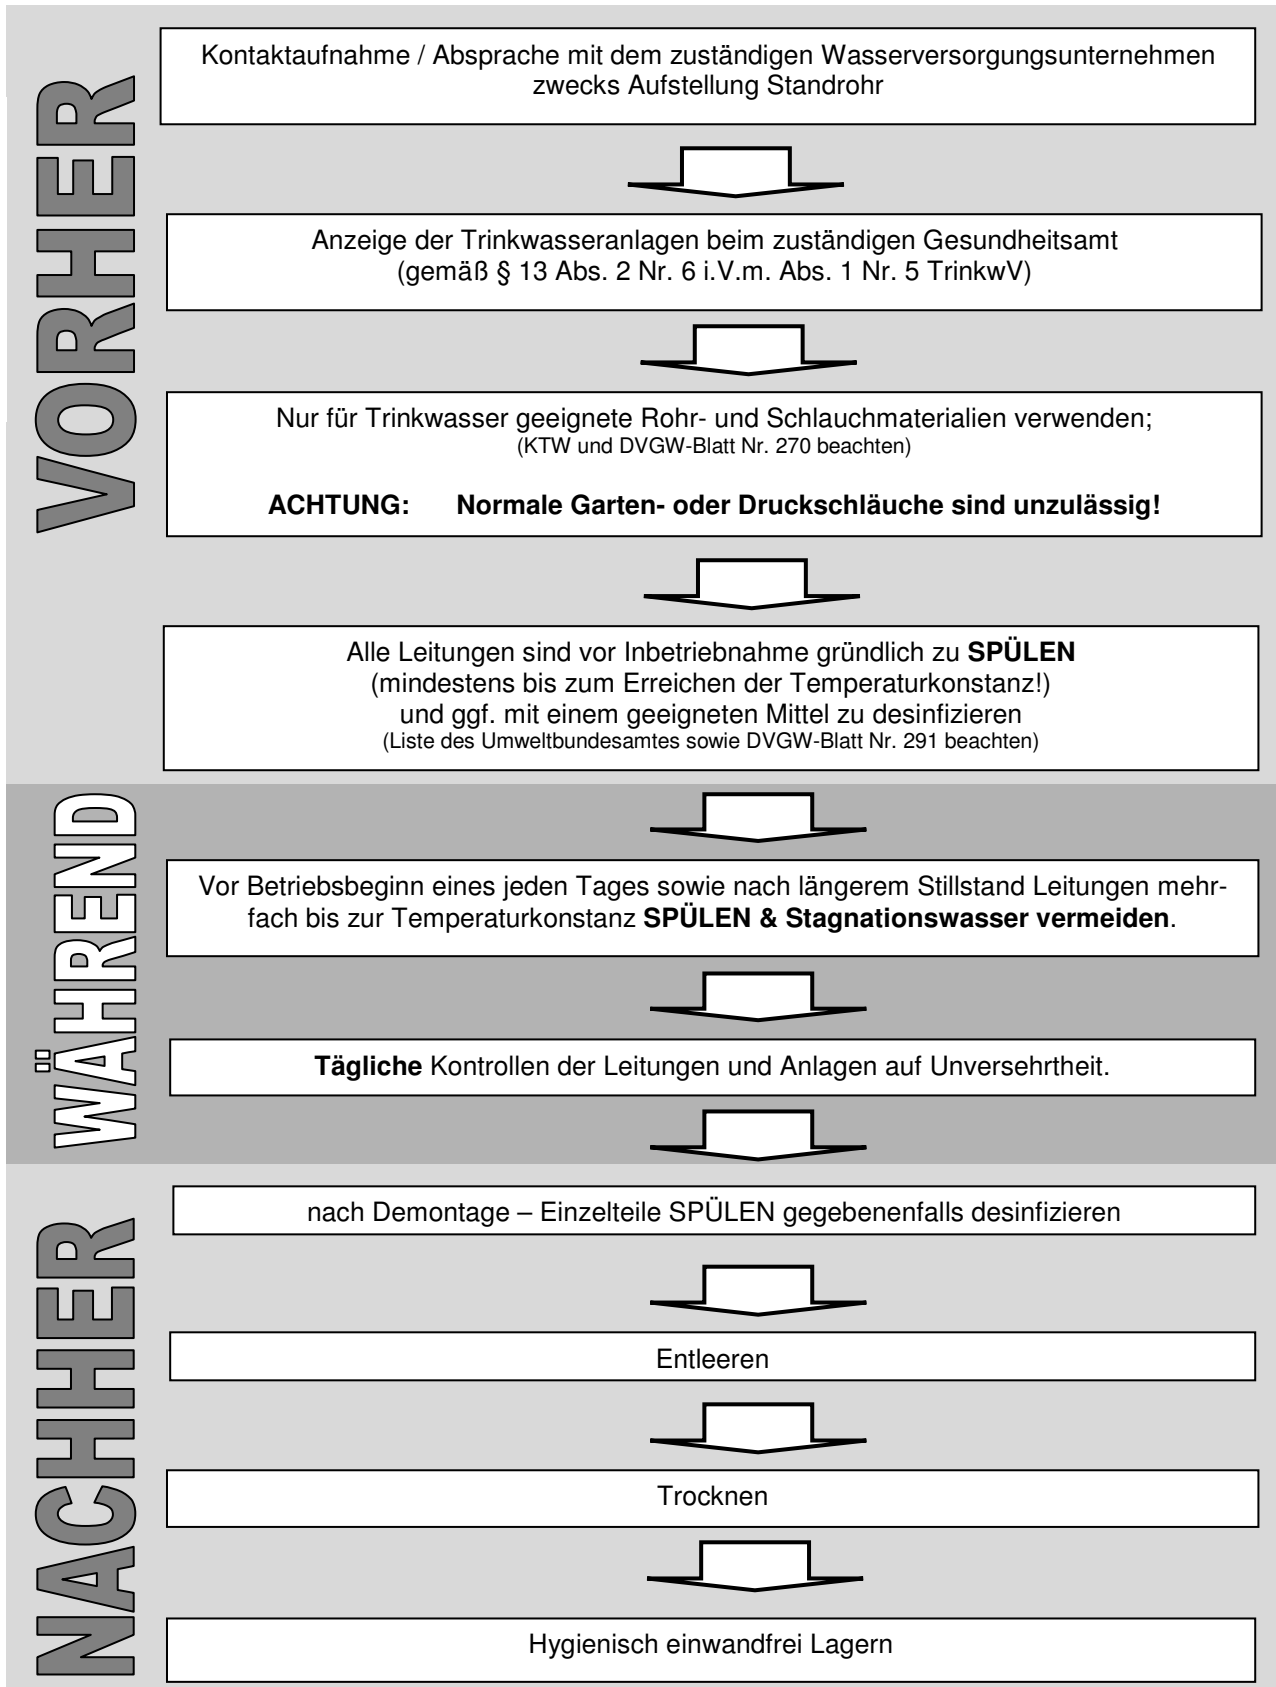 VORHER
Kontaktaufnahme / Absprache mit dem zuständigen Wasserversorgungsunternehmen
zwecks Aufstellung Standrohr
Anzeige der Trinkwasseranlagen beim zuständigen Gesundheitsamt
(gemäß § 13 Abs. 2 Nr. 6 i.V.m. Abs. 1 Nr. 5 TrinkwV)
Nur für Trinkwasser geeignete Rohr- und Schlauchmaterialien verwenden;
(KTW und DVGW-Blatt Nr. 270 beachten)
ACHTUNG: Normale Garten- oder Druckschläuche sind unzulässig!
Alle Leitungen sind vor Inbetriebnahme gründlich zu SPÜLEN
(mindestens bis zum Erreichen der Temperaturkonstanz!)
und ggf. mit einem geeigneten Mittel zu desinfizieren
(Liste des Umweltbundesamtes sowie DVGW-Blatt Nr. 291 beachten)
WÄHREND
Vor Betriebsbeginn eines jeden Tages sowie nach längerem Stillstand Leitungen mehr-
fach bis zur Temperaturkonstanz SPÜLEN & Stagnationswasser vermeiden.
Tägliche Kontrollen der Leitungen und Anlagen auf Unversehrtheit.
NACHHER
nach Demontage – Einzelteile SPÜLEN gegebenenfalls desinfizieren
Entleeren
Trocknen
Hygienisch einwandfrei Lagern